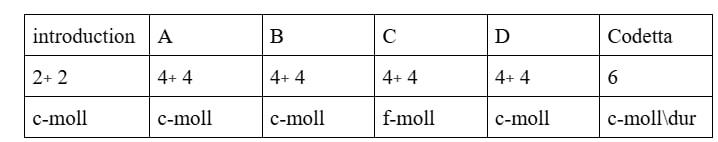 introduction A B C D Codetta
2+ 2 4+ 4 4+ 4 4+ 4 4+ 4 6
c-moll c-moll c-moll f-moll c-moll c-moll\dur